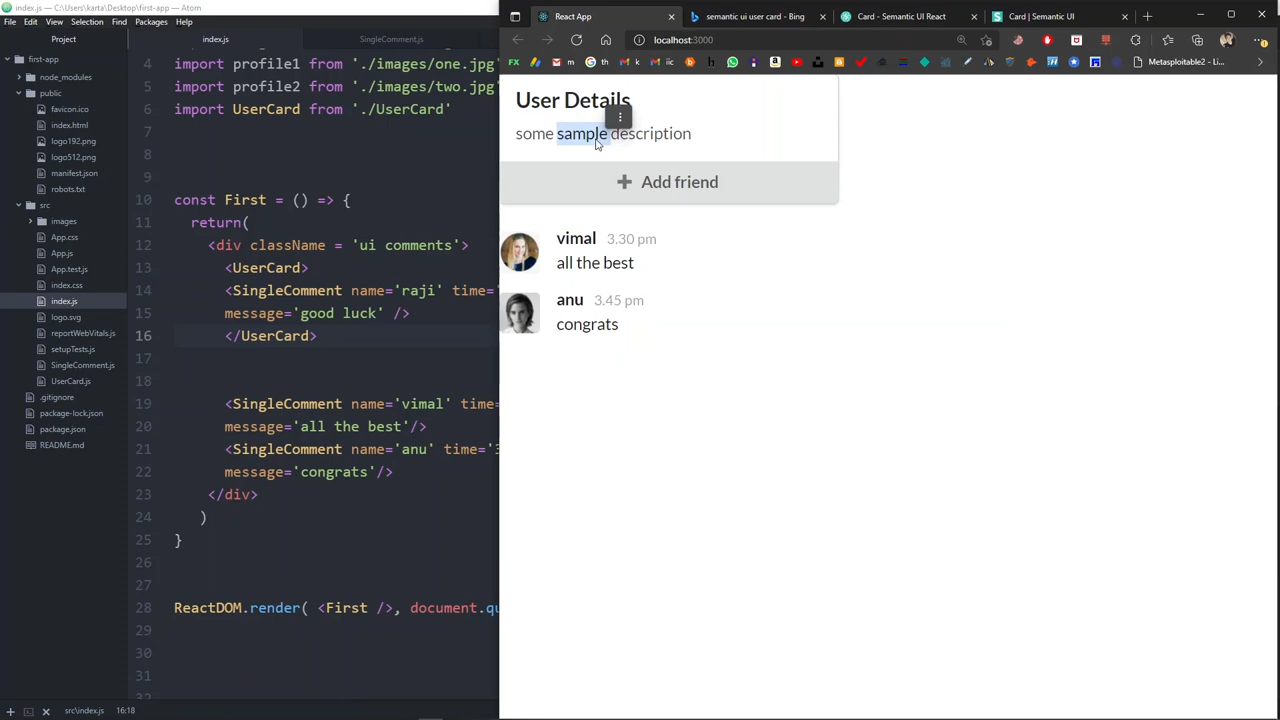 index.js — C:\Users\karta\Desktop\first-app — Atom
File Edit View Selection Find Packages
Project
index.js
SingleComment.js
first-app
node_modules
public
favicon.ico
index.html
logo192.png
logo512.png
manifest.json
robots.txt
src
images
App.css
App.js
App.test.js
index.css
index.js
logo.svg
reportWebVitals.js
setupTests.js
SingleComment.js
UserCard.js
.gitignore
package-lock.json
package.json
README.md
4 import profile1 from './images/one.jpg'
5 import profile2 from './images/two.jpg'
6 import UserCard from './UserCard'
7
8
9
10 const First = () => {
11 return(
12 <div className = 'ui comments'>
13 <UserCard>
14 <SingleComment name='raji' time='
15 message='good luck' />
16 </UserCard>
17
18
19 <SingleComment name='vimal' time=
20 message='all the best'/>
21 <SingleComment name='anu' time='3
22 message='congrats'/>
23 </div>
24 )
25 }
26
27
28 ReactDOM.render( <First />, document.qu
29
30
31
32
src\index.js 16:18
React App
semantic ui user card - Bing
Card - Semantic UI React
Card | Semantic UI
localhost:3000
FX
m
th
k
iic
b
h
k
Metasploitable2 - Li...
User Details
some sample description
Add friend
vimal 3.30 pm
all the best
anu 3.45 pm
congrats